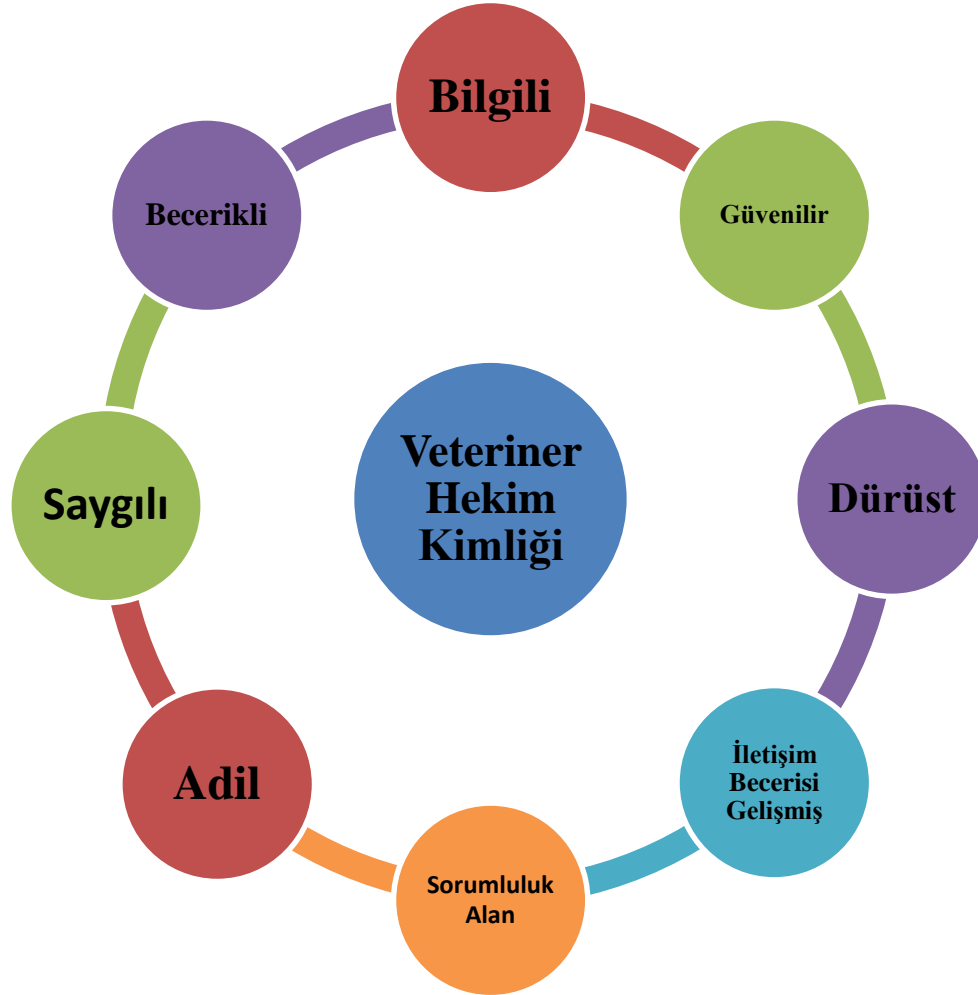 Bilgili
Güvenilir
Dürüst
İletişim
Becerisi
Gelişmiş
Sorumluluk
Alan
Adil
Saygılı
Becerikli
Veteriner
Hekim
Kimliği